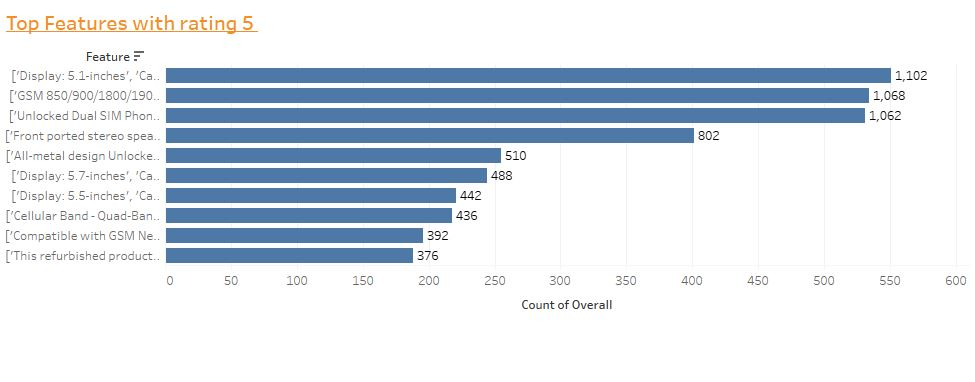 Top Features with rating 5
Feature
['Display: 5.1-inches', 'Ca.. 1,102
['GSM 850/900/1800/190.. 1,068
['Unlocked Dual SIM Phon.. 1,062
['Front ported stereo spea.. 802
['All-metal design Unlocke.. 510
['Display: 5.7-inches', 'Ca.. 488
['Display: 5.5-inches', 'Ca.. 442
['Cellular Band - Quad-Ban.. 436
['Compatible with GSM Ne.. 392
['This refurbished product.. 376
0 50 100 150 200 250 300 350 400 450 500 550 600
Count of Overall